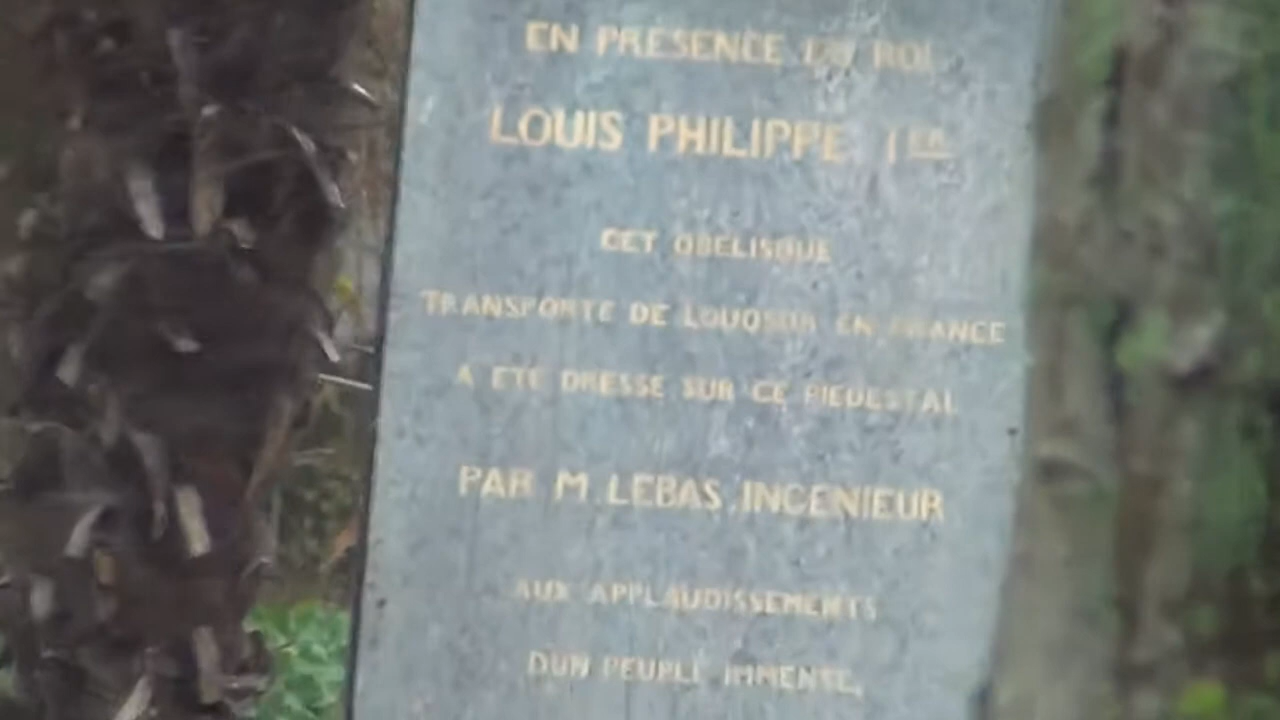 EN PRESENCE DU ROI
LOUIS PHILIPPE 1ER
CET OBELISQUE
TRANSPORTE DE LOUQSOR EN FRANCE
A ETE DRESSE SUR CE PIEDESTAL
PAR M. LEBAS, INGENIEUR
AUX APPLAUDISSEMENTS
DUN PEUPLE IMMENSE,